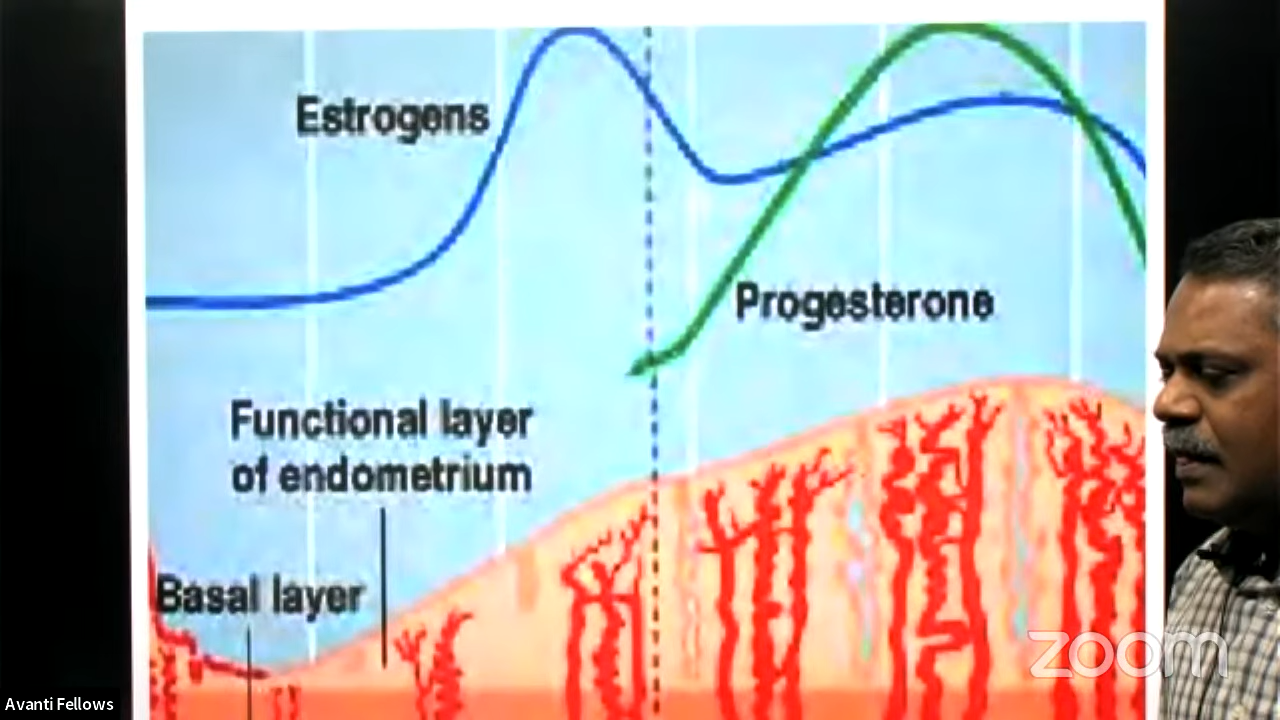 Estrogens
Progesterone
Functional layer
of endometrium
Basal layer
zoom
Avanti Fellows